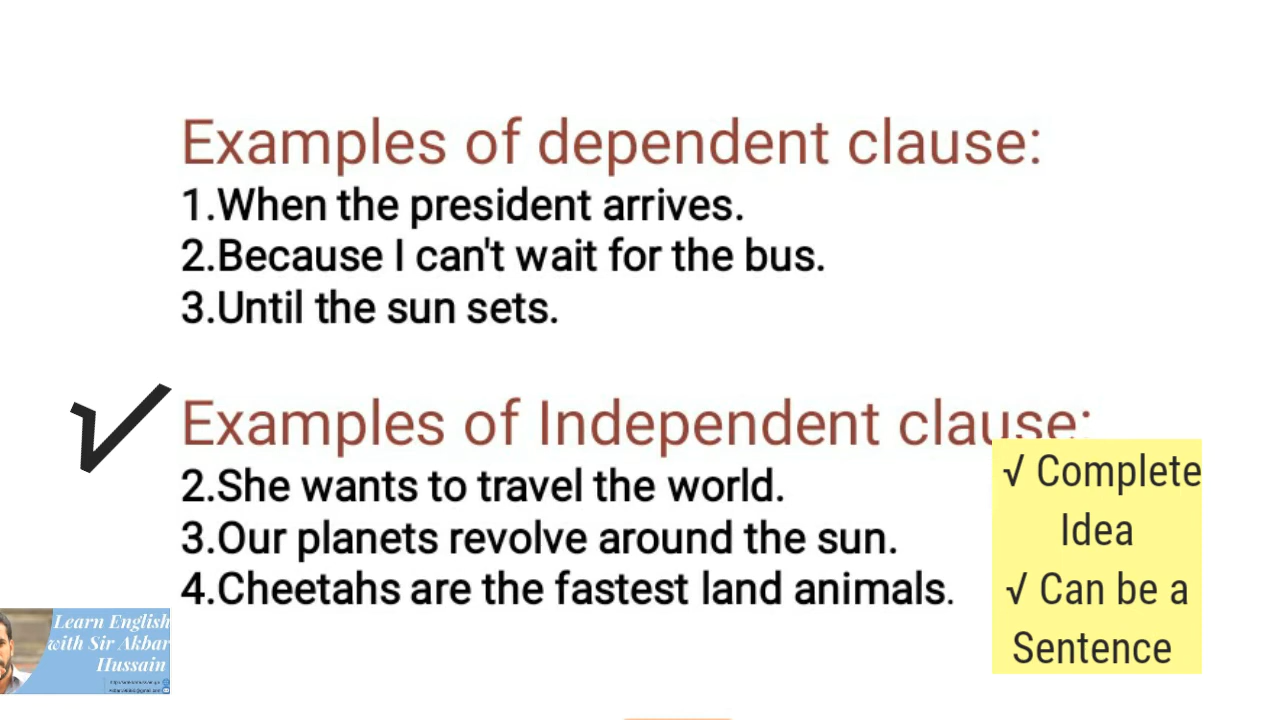 Examples of dependent clause:
1.When the president arrives.
2.Because I can't wait for the bus.
3.Until the sun sets.
√ Examples of Independent clause:
2.She wants to travel the world.
3.Our planets revolve around the sun.
4.Cheetahs are the fastest land animals.
√ Complete
Idea
√ Can be a
Sentence
Learn English
with Sir Akbar
Hussain